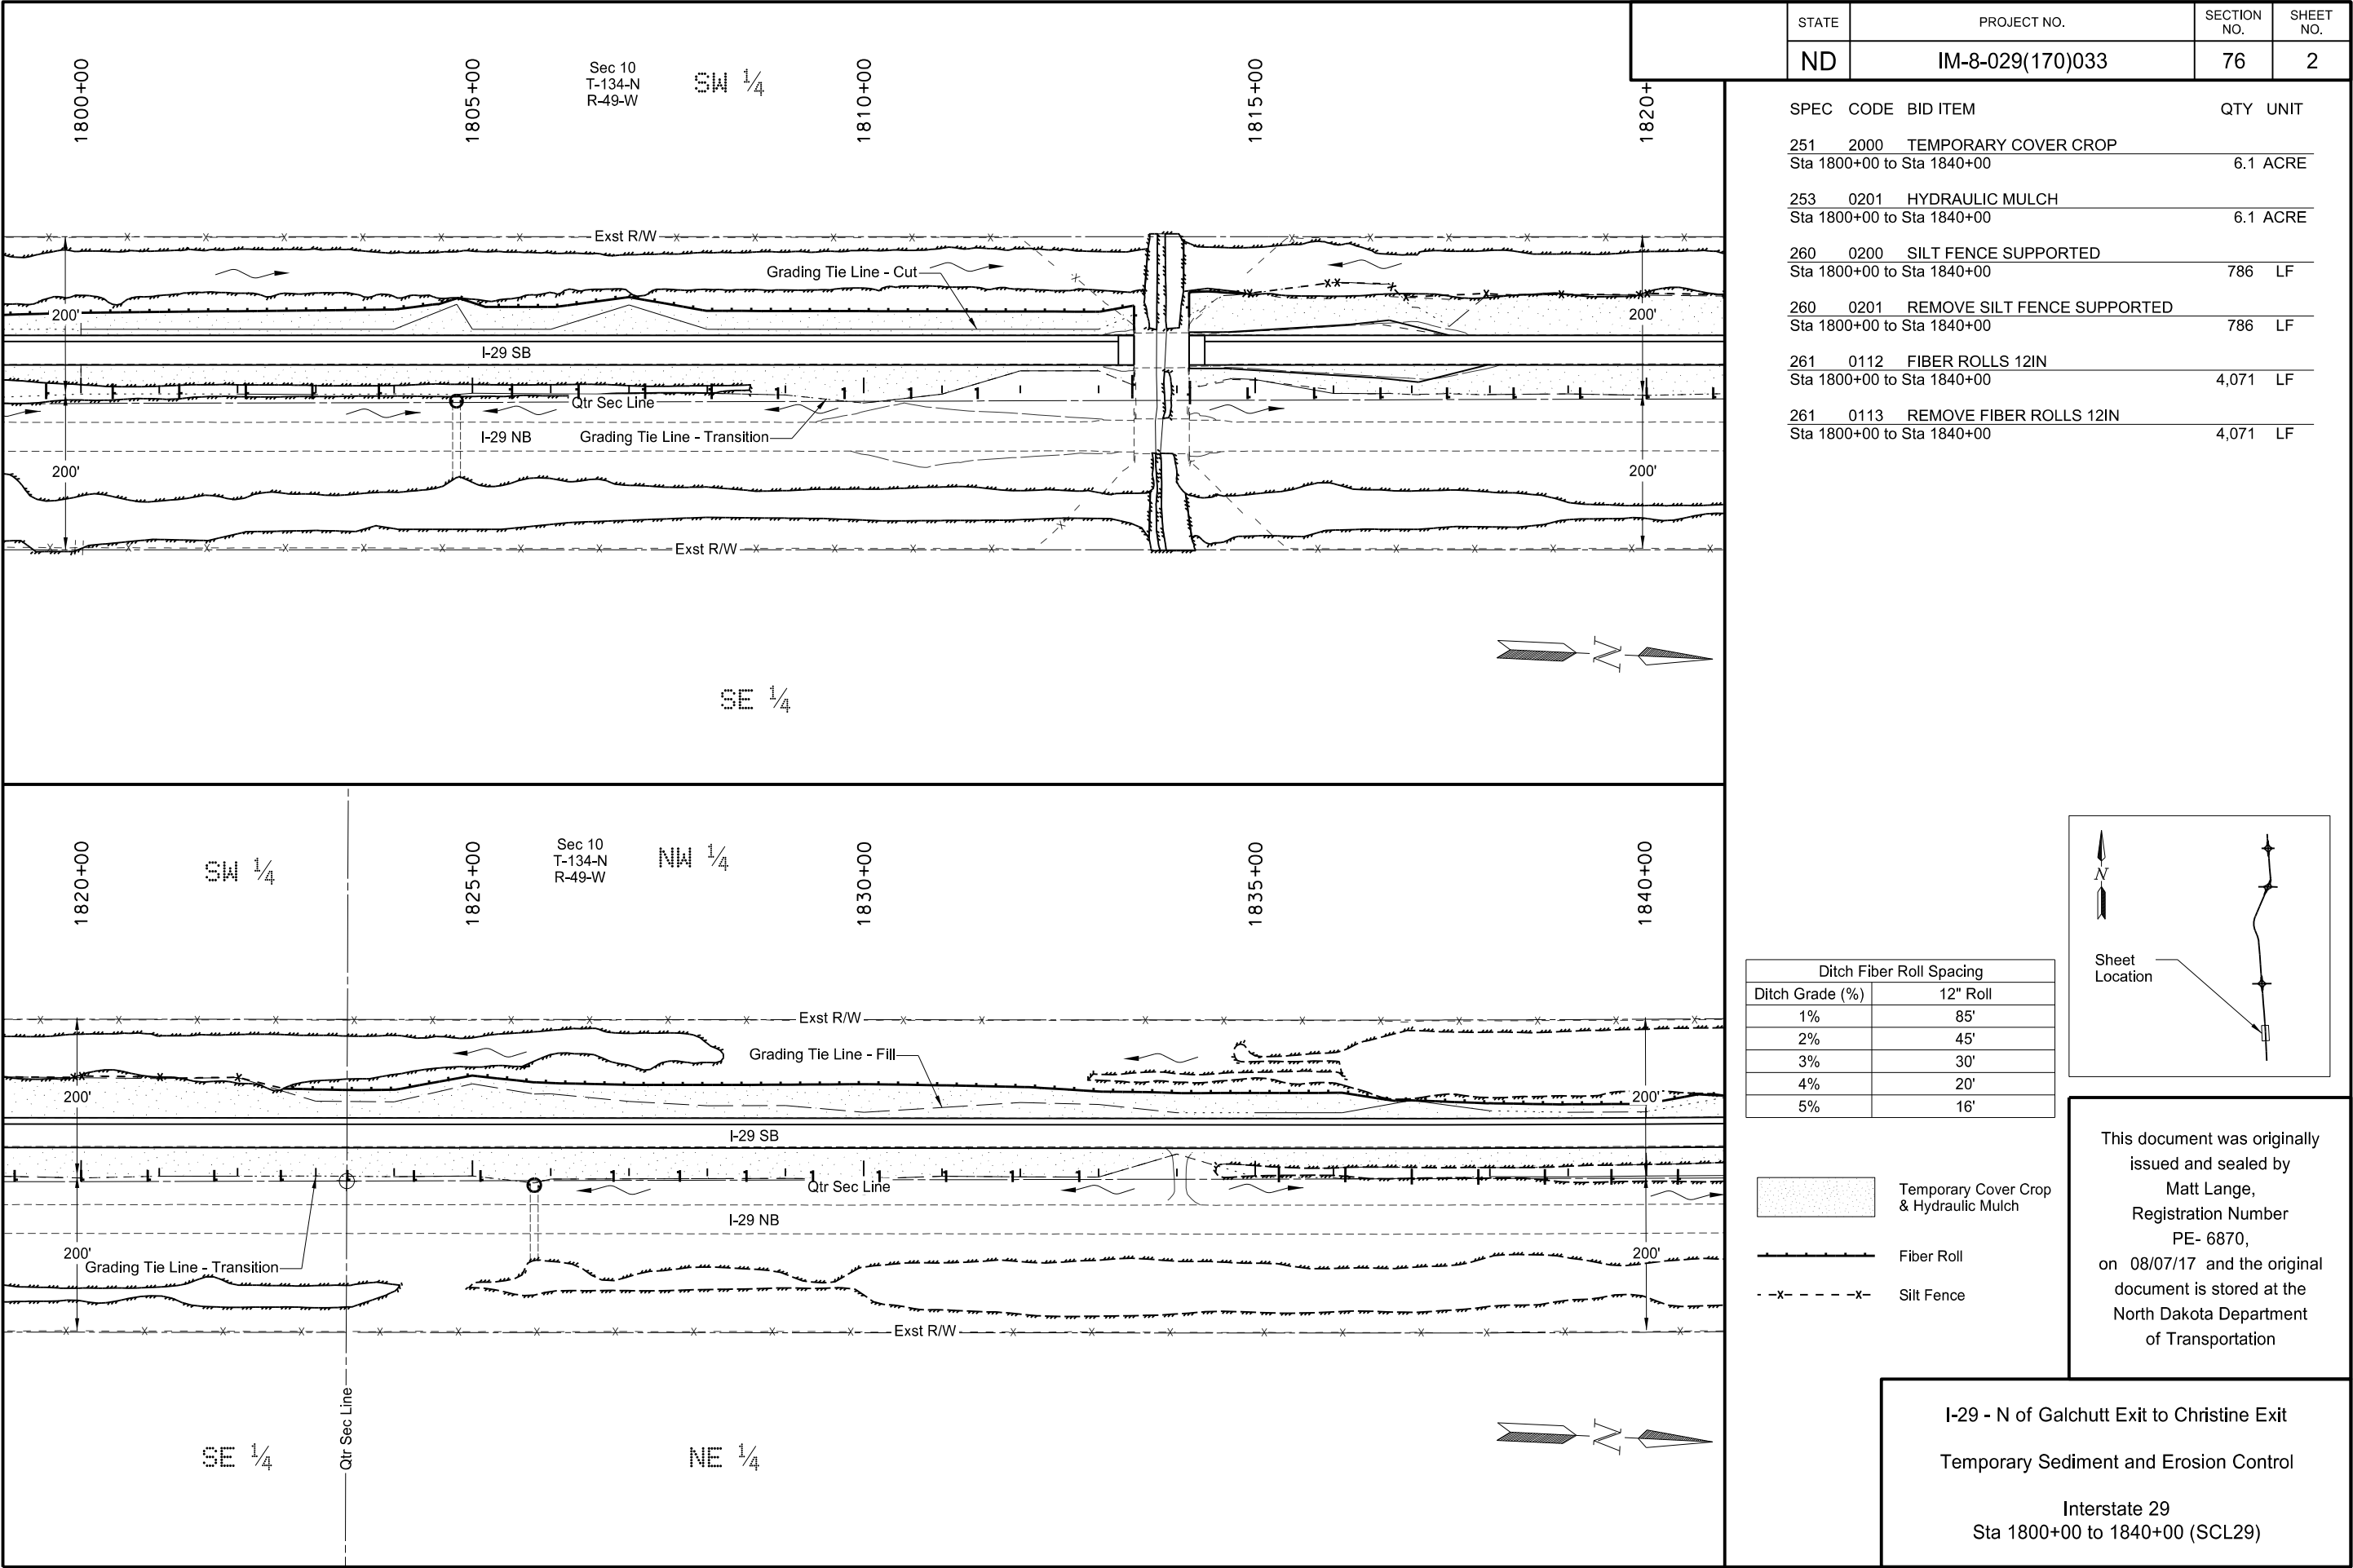 STATE PROJECT NO. SECTION NO. SHEET NO.
ND IM-8-029(170)033 76 2
1800+00 1805+00 1810+00 1815+00 1820+
Sec 10
T-134-N
R-49-W
SW 1/4
Exst R/W
Grading Tie Line - Cut
200'
200'
I-29 SB
Qtr Sec Line
I-29 NB
Grading Tie Line - Transition
200'
200'
Exst R/W
N
SE 1/4
SPEC CODE BID ITEM QTY UNIT
251 2000 TEMPORARY COVER CROP
Sta 1800+00 to Sta 1840+00 6.1 ACRE
253 0201 HYDRAULIC MULCH
Sta 1800+00 to Sta 1840+00 6.1 ACRE
260 0200 SILT FENCE SUPPORTED
Sta 1800+00 to Sta 1840+00 786 LF
260 0201 REMOVE SILT FENCE SUPPORTED
Sta 1800+00 to Sta 1840+00 786 LF
261 0112 FIBER ROLLS 12IN
Sta 1800+00 to Sta 1840+00 4,071 LF
261 0113 REMOVE FIBER ROLLS 12IN
Sta 1800+00 to Sta 1840+00 4,071 LF
1820+00 1825+00 1830+00 1835+00 1840+00
SW 1/4
Sec 10
T-134-N
R-49-W
NW 1/4
Exst R/W
Grading Tie Line - Fill
200'
200'
I-29 SB
Qtr Sec Line
I-29 NB
200'
200'
Grading Tie Line - Transition
Exst R/W
Qtr Sec Line
SE 1/4
NE 1/4
N
N
Sheet
Location
Ditch Fiber Roll Spacing
Ditch Grade (%) 12" Roll
1% 85'
2% 45'
3% 30'
4% 20'
5% 16'
Temporary Cover Crop
& Hydraulic Mulch
Fiber Roll
Silt Fence
This document was originally
issued and sealed by
Matt Lange,
Registration Number
PE- 6870,
on 08/07/17 and the original
document is stored at the
North Dakota Department
of Transportation
I-29 - N of Galchutt Exit to Christine Exit
Temporary Sediment and Erosion Control
Interstate 29
Sta 1800+00 to 1840+00 (SCL29)